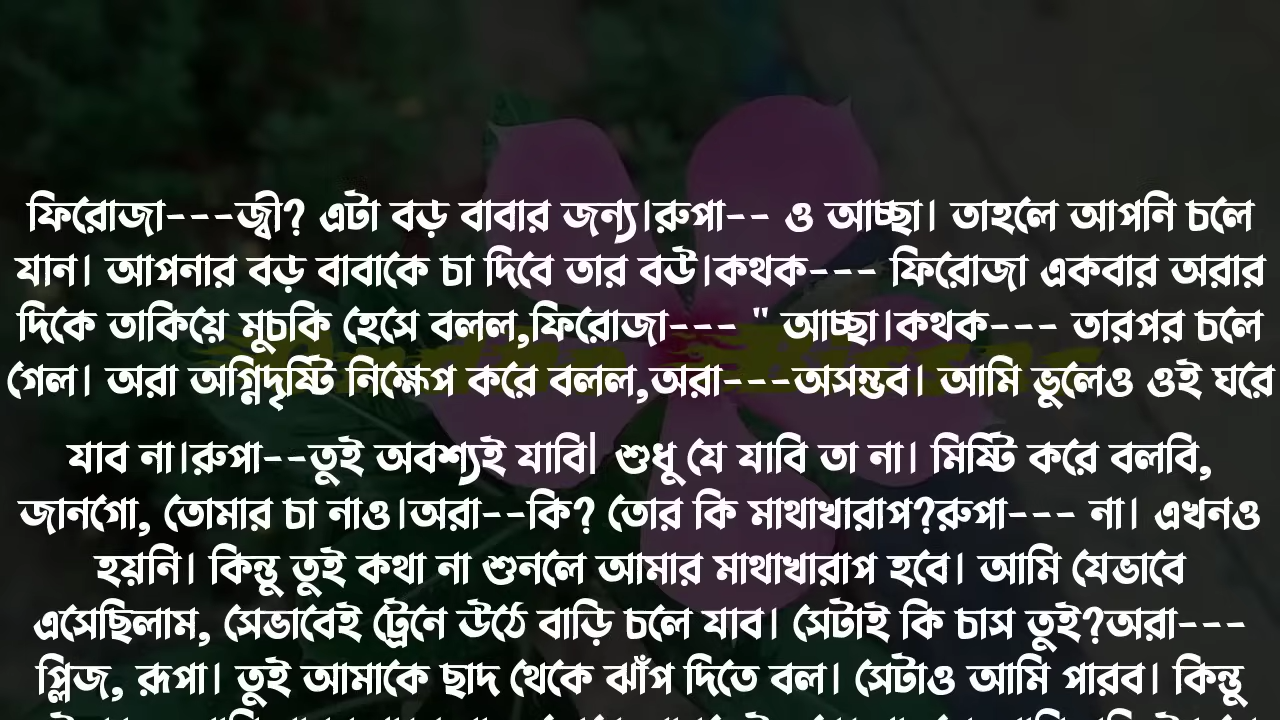 ফিরোজা---জ্বী? এটা বড় বাবার জন্য।রুপা-- ও আচ্ছা। তাহলে আপনি চলে
যান। আপনার বড় বাবাকে চা দিবে তার বউ।কথক--- ফিরোজা একবার অরার
দিকে তাকিয়ে মুচকি হেসে বলল,ফিরোজা--- " আচ্ছা।কথক--- তারপর চলে
গেল। অরা অগ্নিদৃষ্টি নিক্ষেপ করে বলল,অরা---অসম্ভব। আমি ভুলেও ওই ঘরে
যাব না।রুপা--তুই অবশ্যই যাবি| শুধু যে যাবি তা না। মিষ্টি করে বলবি,
জানগো, তোমার চা নাও।অরা--কি? তোর কি মাথাখারাপ?রুপা--- না। এখনও
হয়নি। কিন্তু তুই কথা না শুনলে আমার মাথাখারাপ হবে। আমি যেভাবে
এসেছিলাম, সেভাবেই ট্রেনে উঠে বাড়ি চলে যাব। সেটাই কি চাস তুই?অরা---
প্লিজ, রূপা। তুই আমাকে ছাদ থেকে ঝাঁপ দিতে বল। সেটাও আমি পারব। কিন্তু